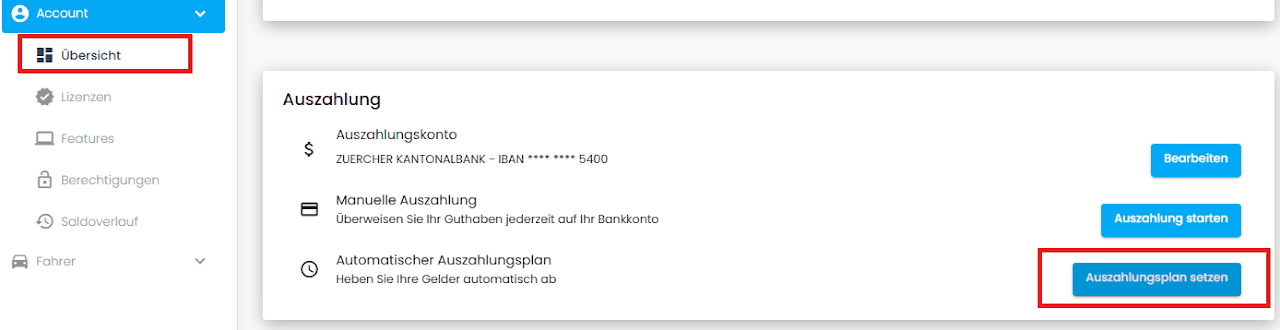 Account
Übersicht
Lizenzen
Features
Berechtigungen
Saldoverlauf
Fahrer
Auszahlung
Auszahlungskonto
ZUERCHER KANTONALBANK - IBAN **** **** 5400
Bearbeiten
Manuelle Auszahlung
Überweisen Sie Ihr Guthaben jederzeit auf Ihr Bankkonto
Auszahlung starten
Automatischer Auszahlungsplan
Heben Sie Ihre Gelder automatisch ab
Auszahlungsplan setzen